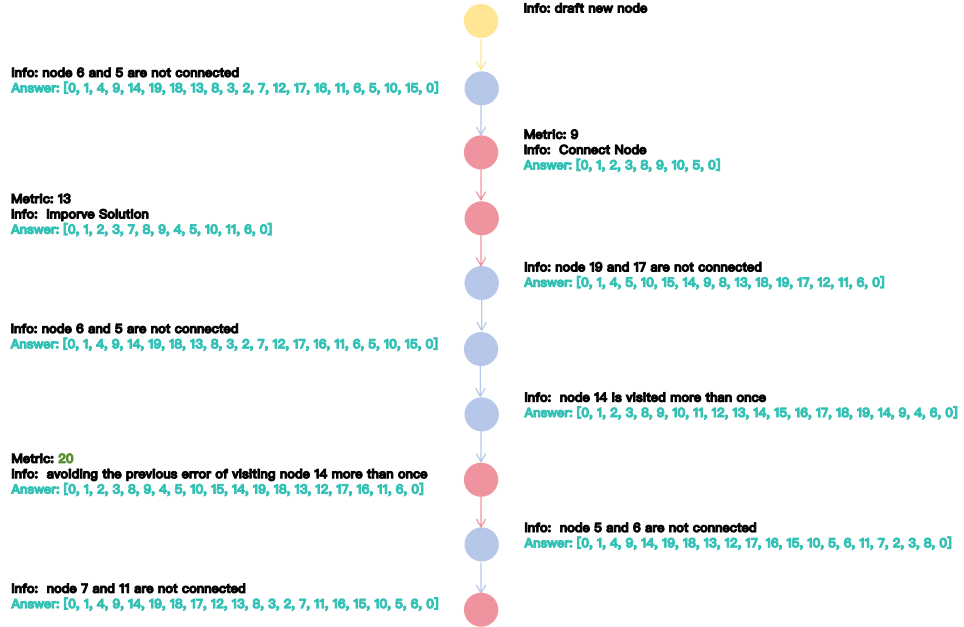 Info: draft new node
Info: node 6 and 5 are not connected
Answer: [0, 1, 4, 9, 14, 19, 18, 13, 8, 3, 2, 7, 12, 17, 16, 11, 6, 5, 10, 15, 0]
Metric: 9
Info: Connect Node
Answer: [0, 1, 2, 3, 8, 9, 10, 5, 0]
Metric: 13
Info: Imporve Solution
Answer: [0, 1, 2, 3, 7, 8, 9, 4, 5, 10, 11, 6, 0]
Info: node 19 and 17 are not connected
Answer: [0, 1, 4, 5, 10, 15, 14, 9, 8, 13, 18, 19, 17, 12, 11, 6, 0]
Info: node 6 and 5 are not connected
Answer: [0, 1, 4, 9, 14, 19, 18, 13, 8, 3, 2, 7, 12, 17, 16, 11, 6, 5, 10, 15, 0]
Info: node 14 is visited more than once
Answer: [0, 1, 2, 3, 8, 9, 10, 11, 12, 13, 14, 15, 16, 17, 18, 19, 14, 9, 4, 6, 0]
Metric: 20
Info: avoiding the previous error of visiting node 14 more than once
Answer: [0, 1, 2, 3, 8, 9, 4, 5, 10, 15, 14, 19, 18, 13, 12, 17, 16, 11, 6, 0]
Info: node 5 and 6 are not connected
Answer: [0, 1, 4, 9, 14, 19, 18, 13, 12, 17, 16, 15, 10, 5, 6, 11, 7, 2, 3, 8, 0]
Info: node 7 and 11 are not connected
Answer: [0, 1, 4, 9, 14, 19, 18, 17, 12, 13, 8, 3, 2, 7, 11, 16, 15, 10, 5, 6, 0]